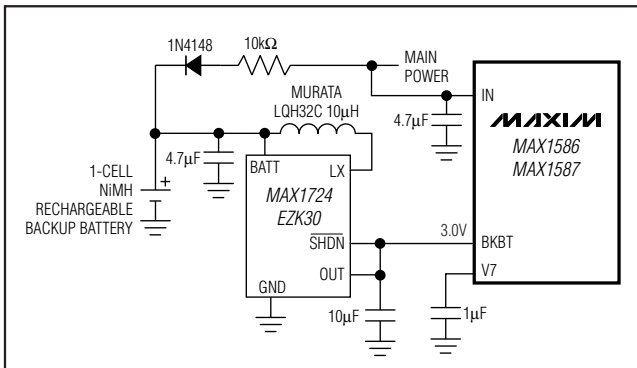 1N4148
10kΩ
MAIN
POWER
MURATA
LQH32C 10µH
4.7µF
IN
MAXIM
MAX1586
MAX1587
4.7µF
BATT
LX
1-CELL
NiMH
RECHARGEABLE
BACKUP BATTERY
+
MAX1724
EZK30
SHDN
3.0V
BKBT
OUT
V7
GND
10µF
1µF